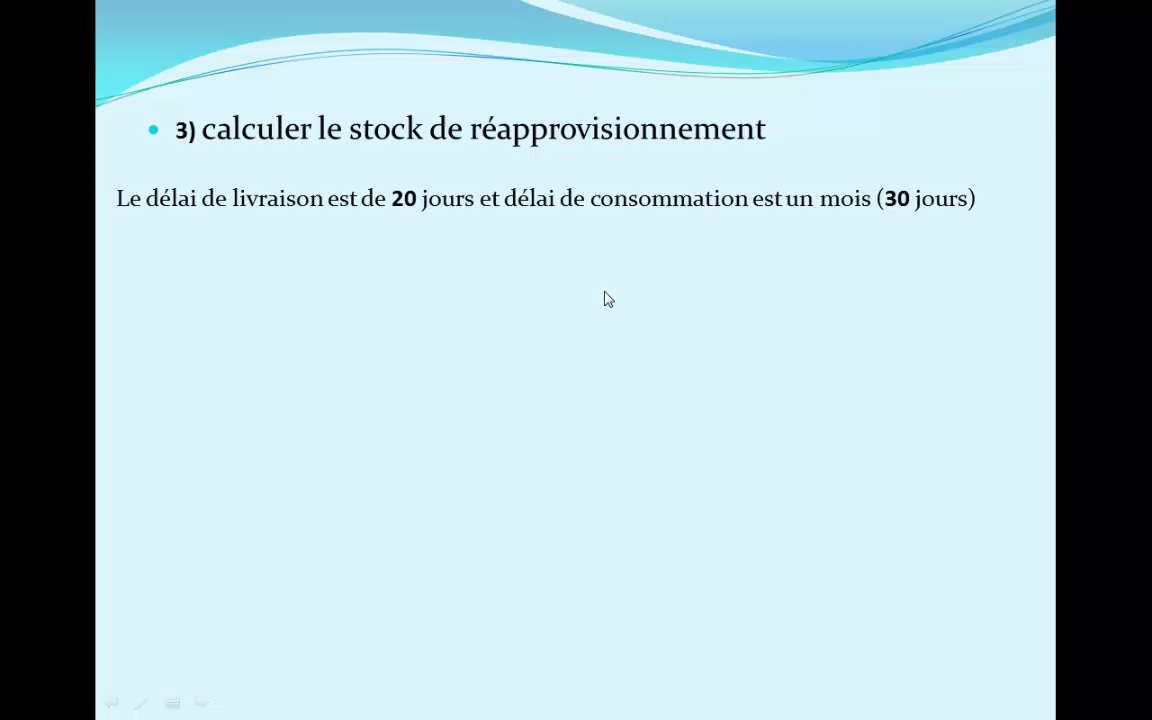 3) calculer le stock de réapprovisionnement
Le délai de livraison est de 20 jours et délai de consommation est un mois (30 jours)